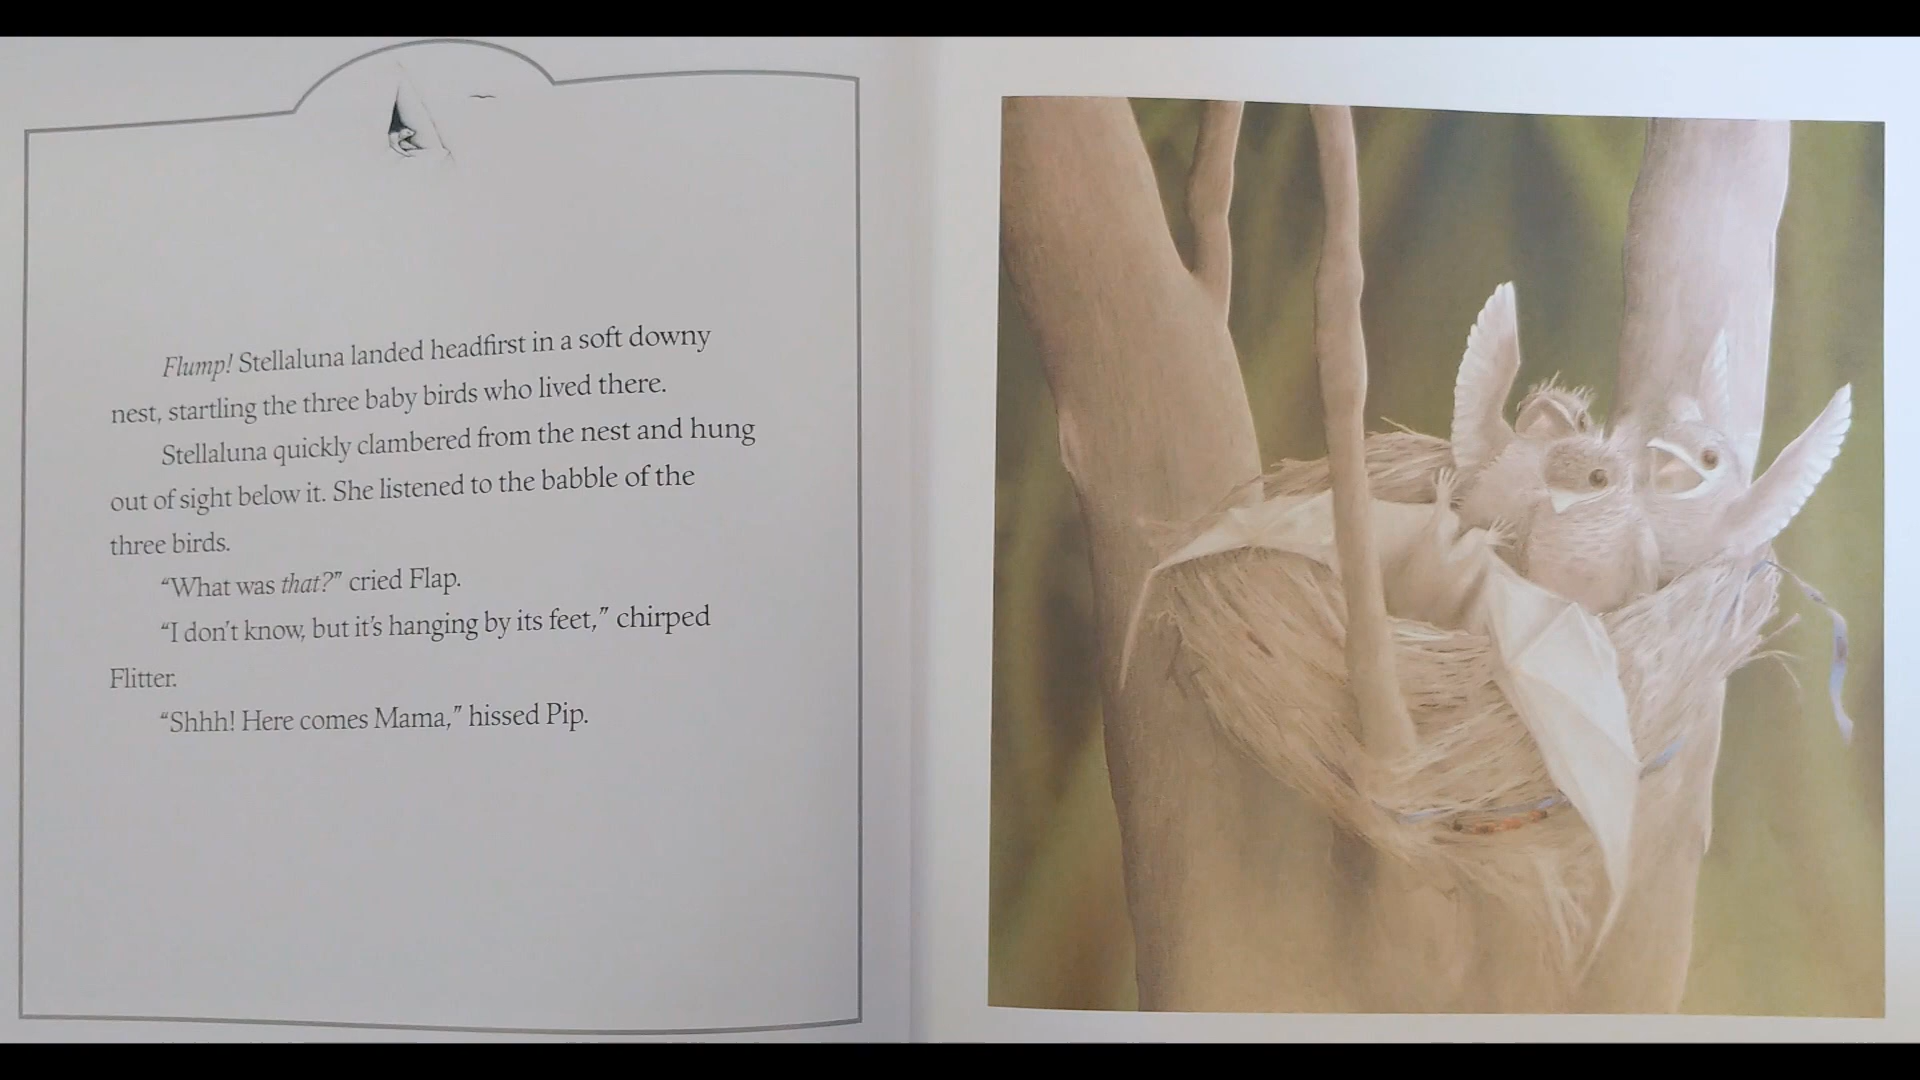 Flump! Stellaluna landed headfirst in a soft downy
nest, startling the three baby birds who lived there.
Stellaluna quickly clambered from the nest and hung
out of sight below it. She listened to the babble of the
three birds.
“What was that?” cried Flap.
“I don’t know, but it’s hanging by its feet,” chirped
Flitter.
“Shhh! Here comes Mama,” hissed Pip.